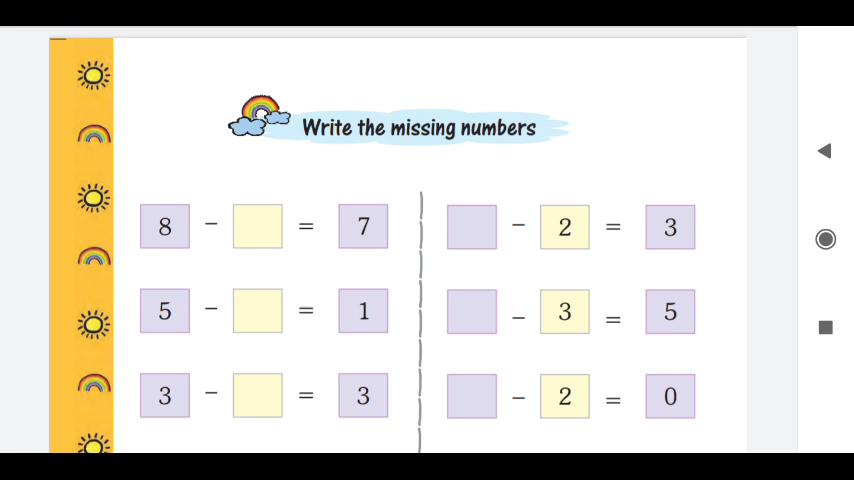 Write the missing numbers
8 - = 7
- 2 = 3
5 - = 1
- 3 = 5
3 - = 3
- 2 = 0